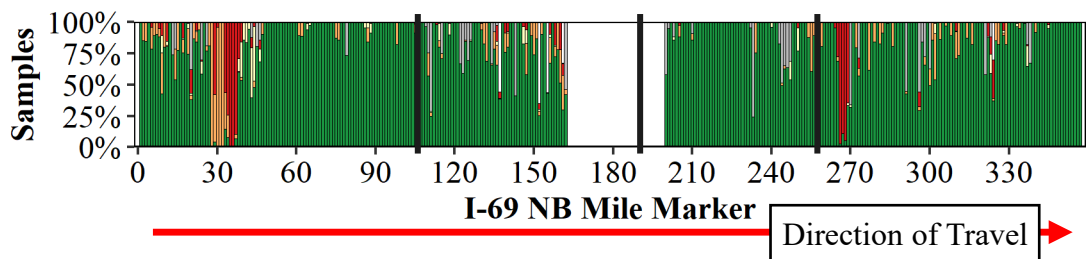 Samples
100%
75%
50%
25%
0%
0 30 60 90 120 150 180 210 240 270 300 330
I-69 NB Mile Marker
Direction of Travel